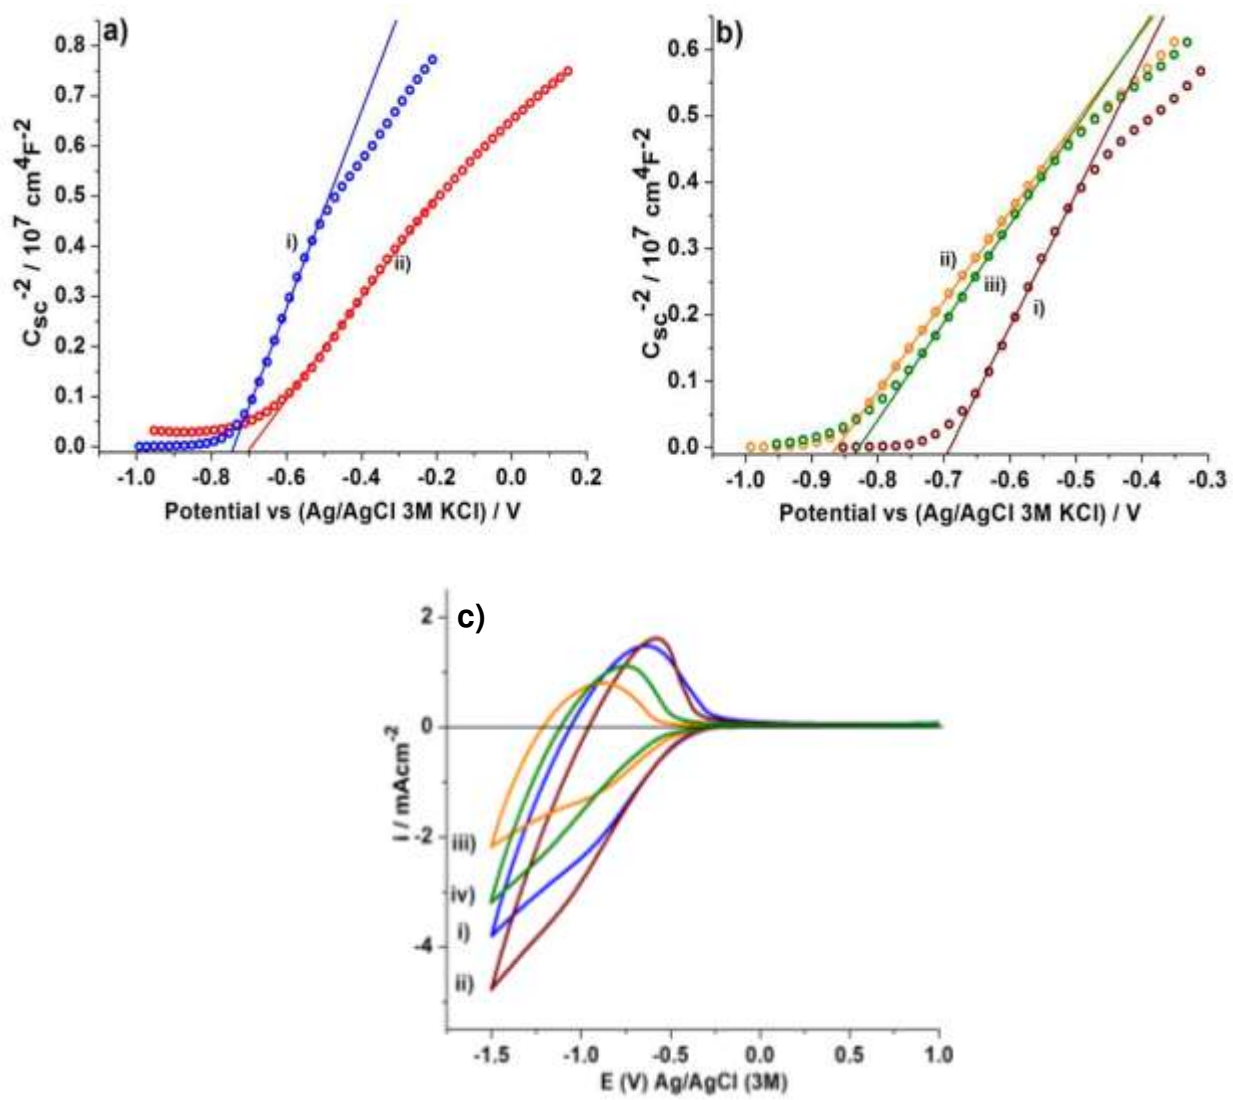 a)
0.8
0.7
0.6
0.5
0.4
0.3
0.2
0.1
0.0
Csc-2 / 10^7 cm^4F-2
i)
ii)
-1.0 -0.8 -0.6 -0.4 -0.2 0.0 0.2
Potential vs (Ag/AgCl 3M KCl) / V
b)
0.6
0.5
0.4
0.3
0.2
0.1
0.0
Csc-2 / 10^7 cm^4F-2
ii)
iii)
i)
-1.0 -0.9 -0.8 -0.7 -0.6 -0.5 -0.4 -0.3
Potential vs (Ag/AgCl 3M KCl) / V
c)
2
0
-2
-4
i / mAcm-2
iii)
iv)
i)
ii)
-1.5 -1.0 -0.5 0.0 0.5 1.0
E (V) Ag/AgCl (3M)